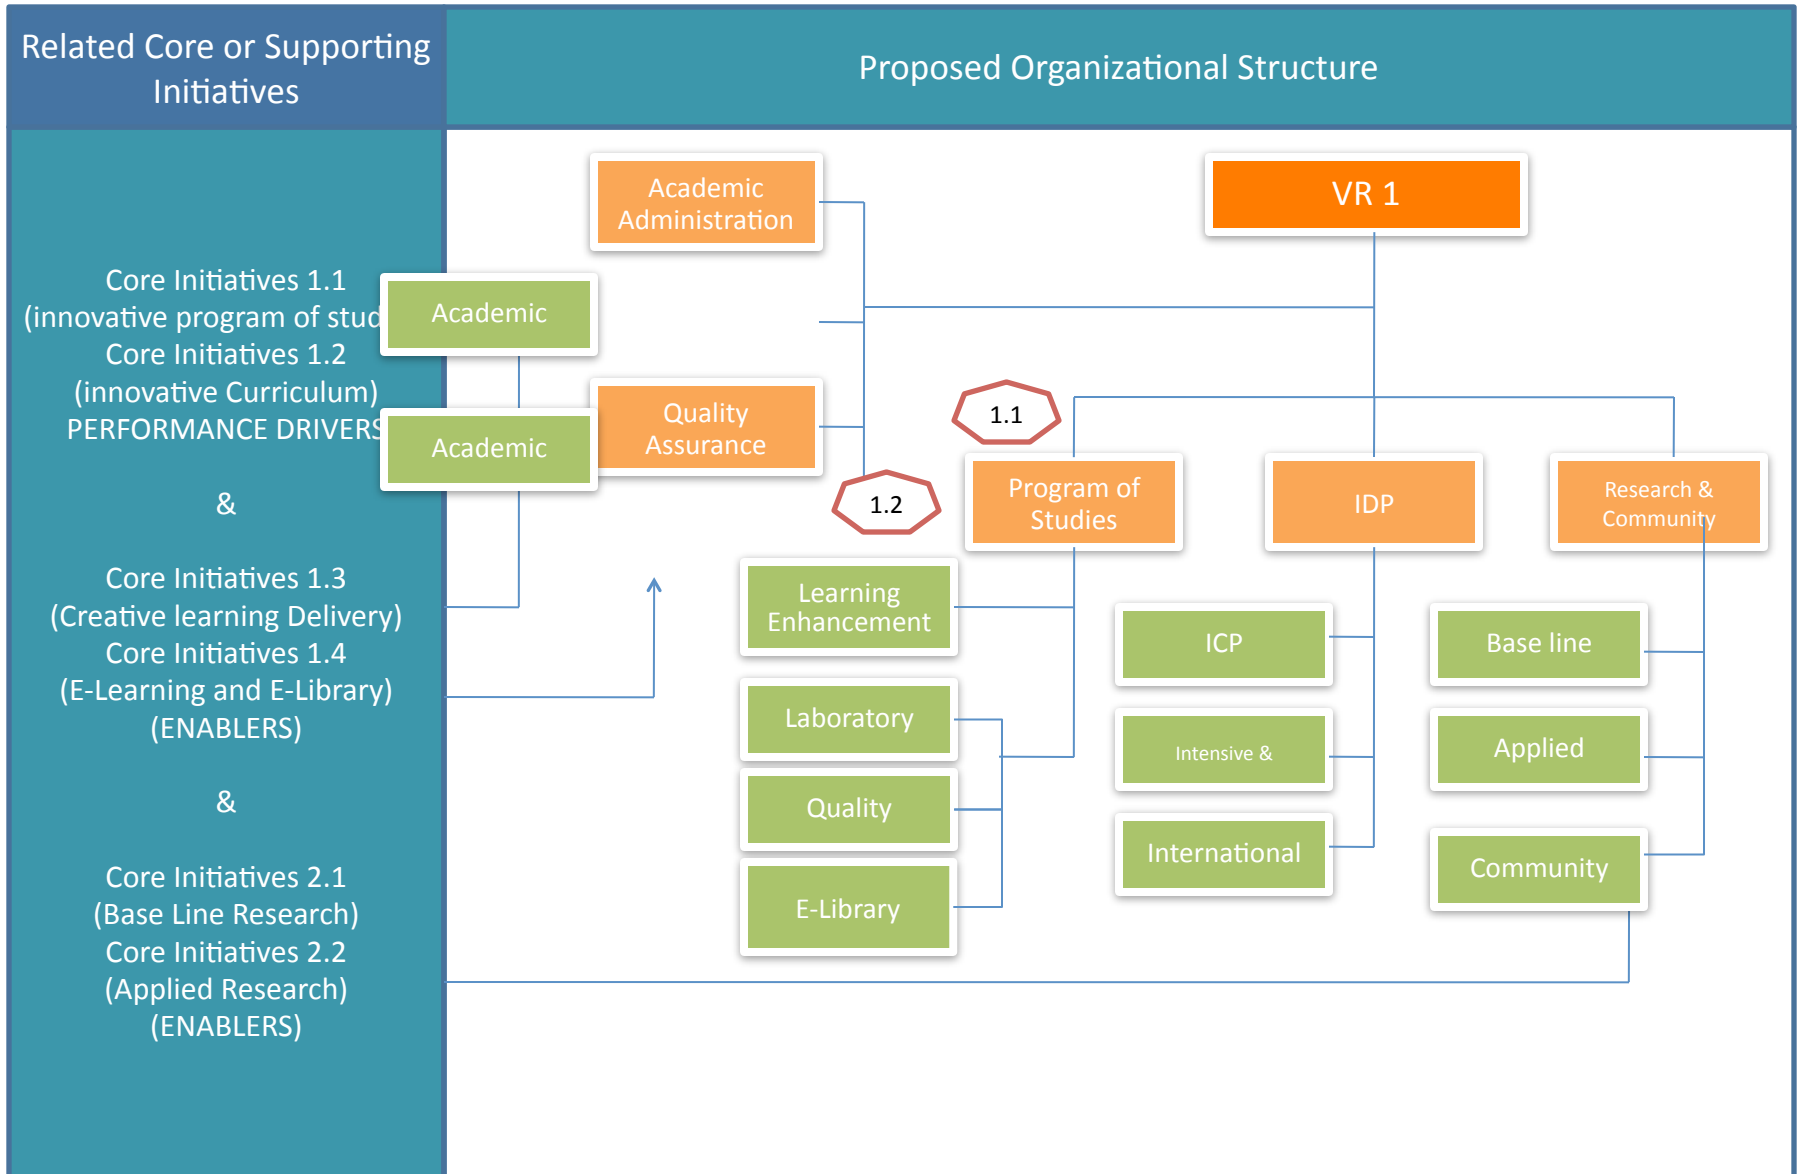 Related Core or Supporting
Initiatives
Proposed Organizational Structure
Core Initiatives 1.1
(innovative program of stud
Core Initiatives 1.2
(innovative Curriculum)
PERFORMANCE DRIVERS
&
Core Initiatives 1.3
(Creative learning Delivery)
Core Initiatives 1.4
(E-Learning and E-Library)
(ENABLERS)
&
Core Initiatives 2.1
(Base Line Research)
Core Initiatives 2.2
(Applied Research)
(ENABLERS)
Academic
Administration
VR 1
Academic
Academic
Quality
Assurance
1.1
1.2
Program of
Studies
IDP
Research &
Community
Learning
Enhancement
Laboratory
Quality
E-Library
ICP
Intensive &
International
Base line
Applied
Community